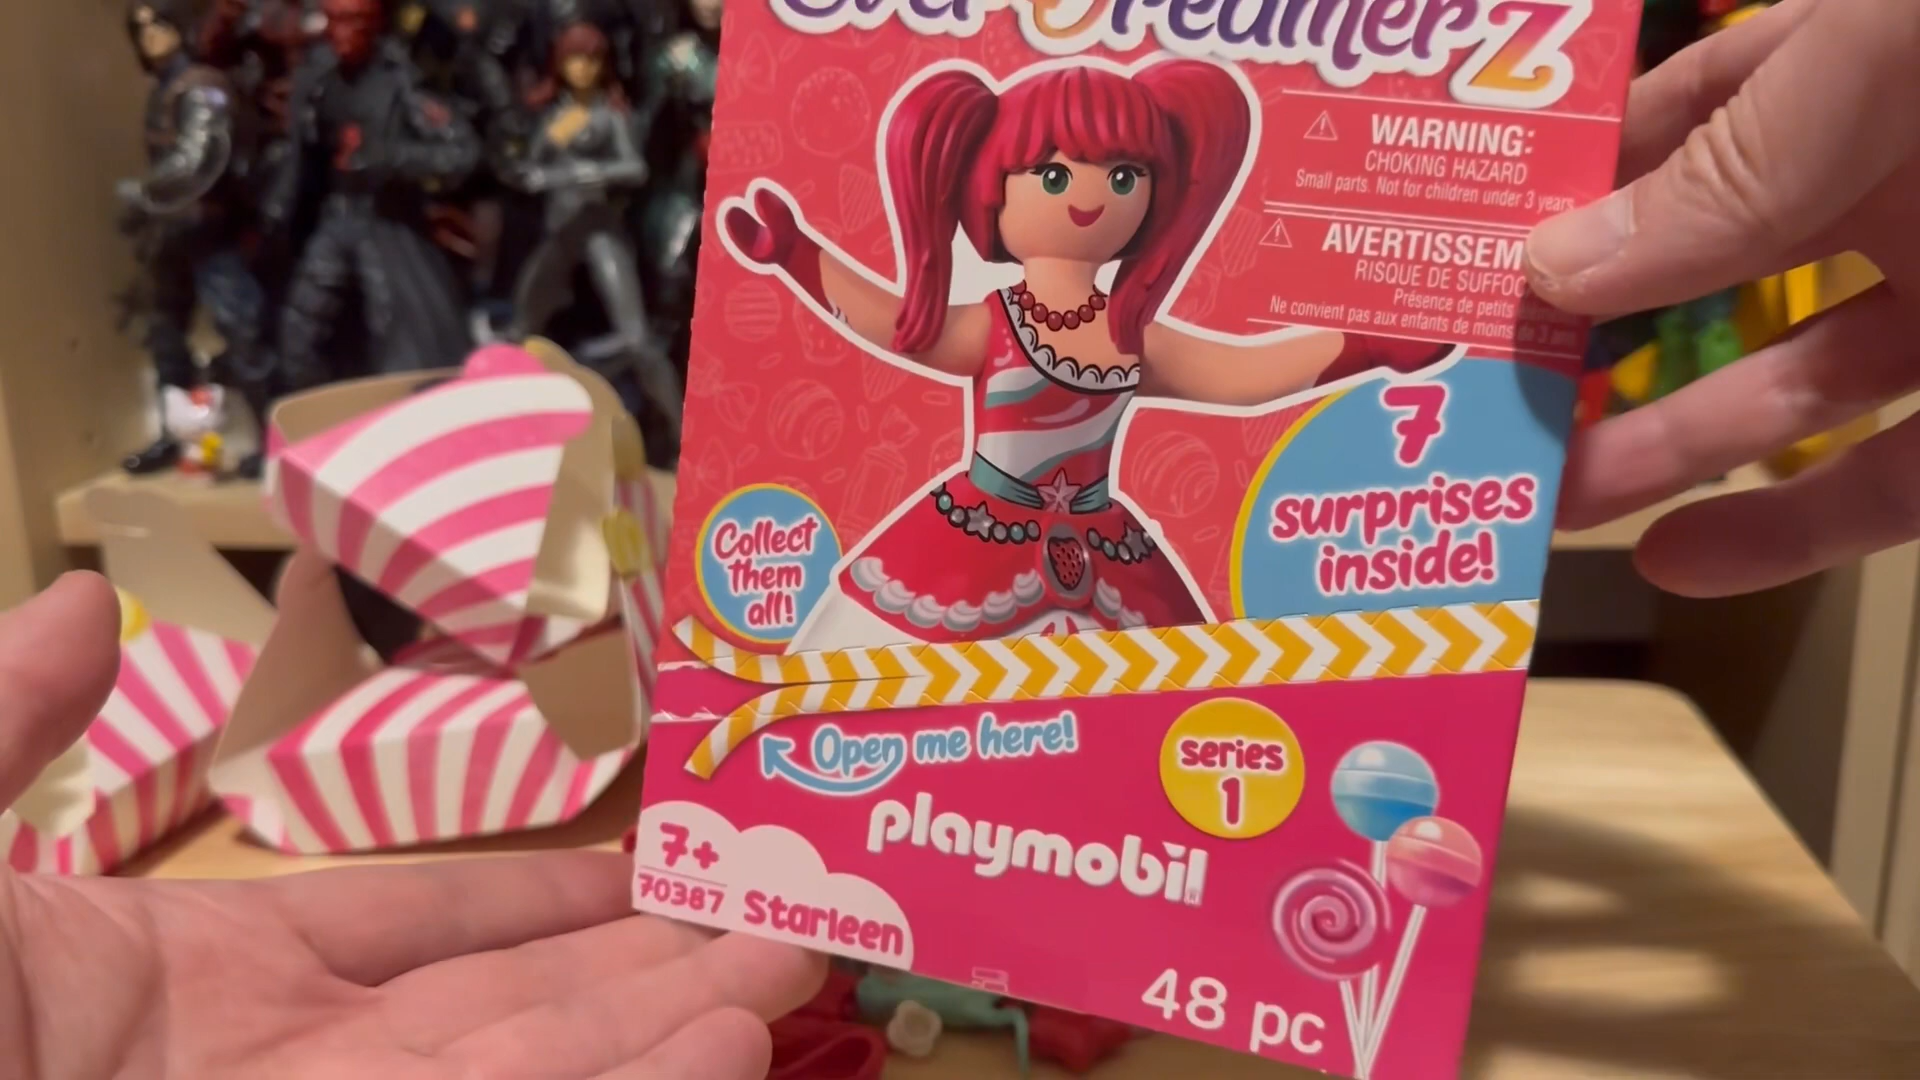 EverDreamerZ
WARNING:
CHOKING HAZARD
Small parts. Not for children under 3 years.
AVERTISSEM
RISQUE DE SUFFOC
Présence de petits
Ne convient pas aux enfants de moins de 3 ans
7
surprises
inside!
Collect
them
all!
Open me here!
series
1
playmobil
7+
70387
Starleen
48 pc